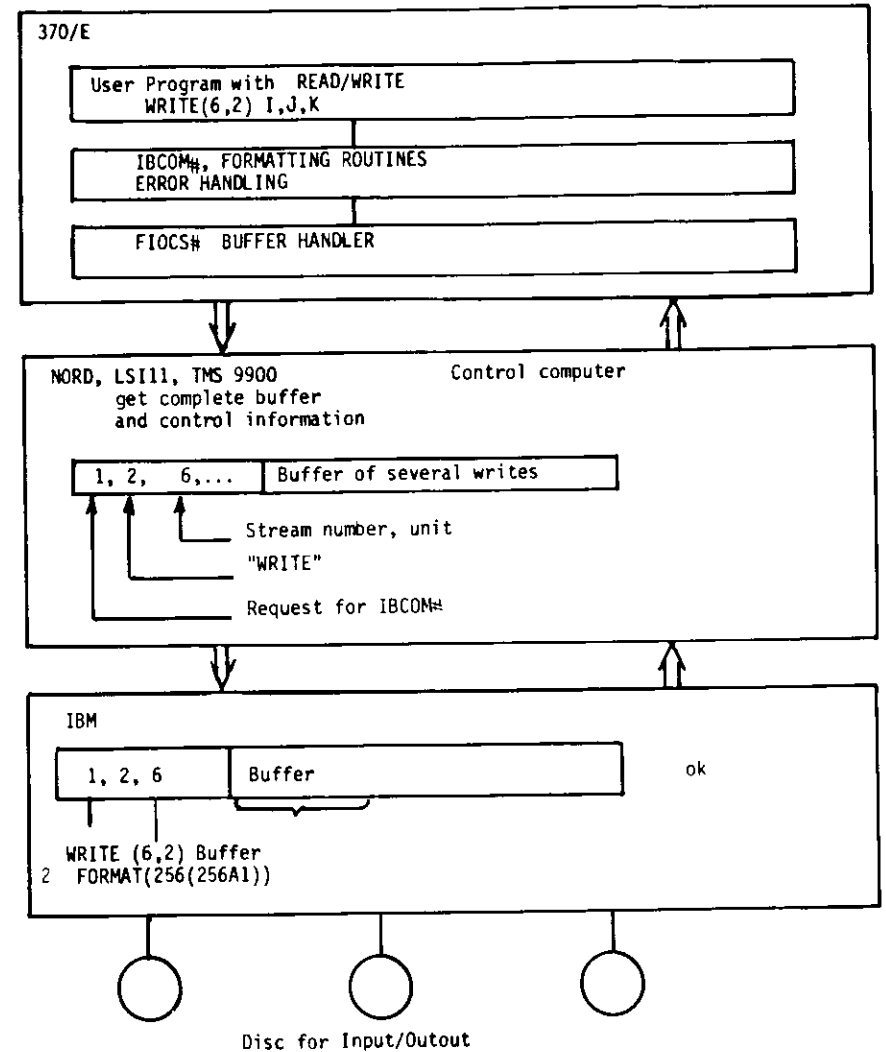 370/E
User Program with READ/WRITE
WRITE(6,2) I,J,K
IBCOM#, FORMATTING ROUTINES
ERROR HANDLING
FIOCS# BUFFER HANDLER
NORD, LSI11, TMS 9900 Control computer
get complete buffer
and control information
1, 2, 6,... Buffer of several writes
Stream number, unit
"WRITE"
Request for IBCOM#
IBM
1, 2, 6 Buffer ok
WRITE (6,2) Buffer
2 FORMAT(256(256A1))
Disc for Input/Outout